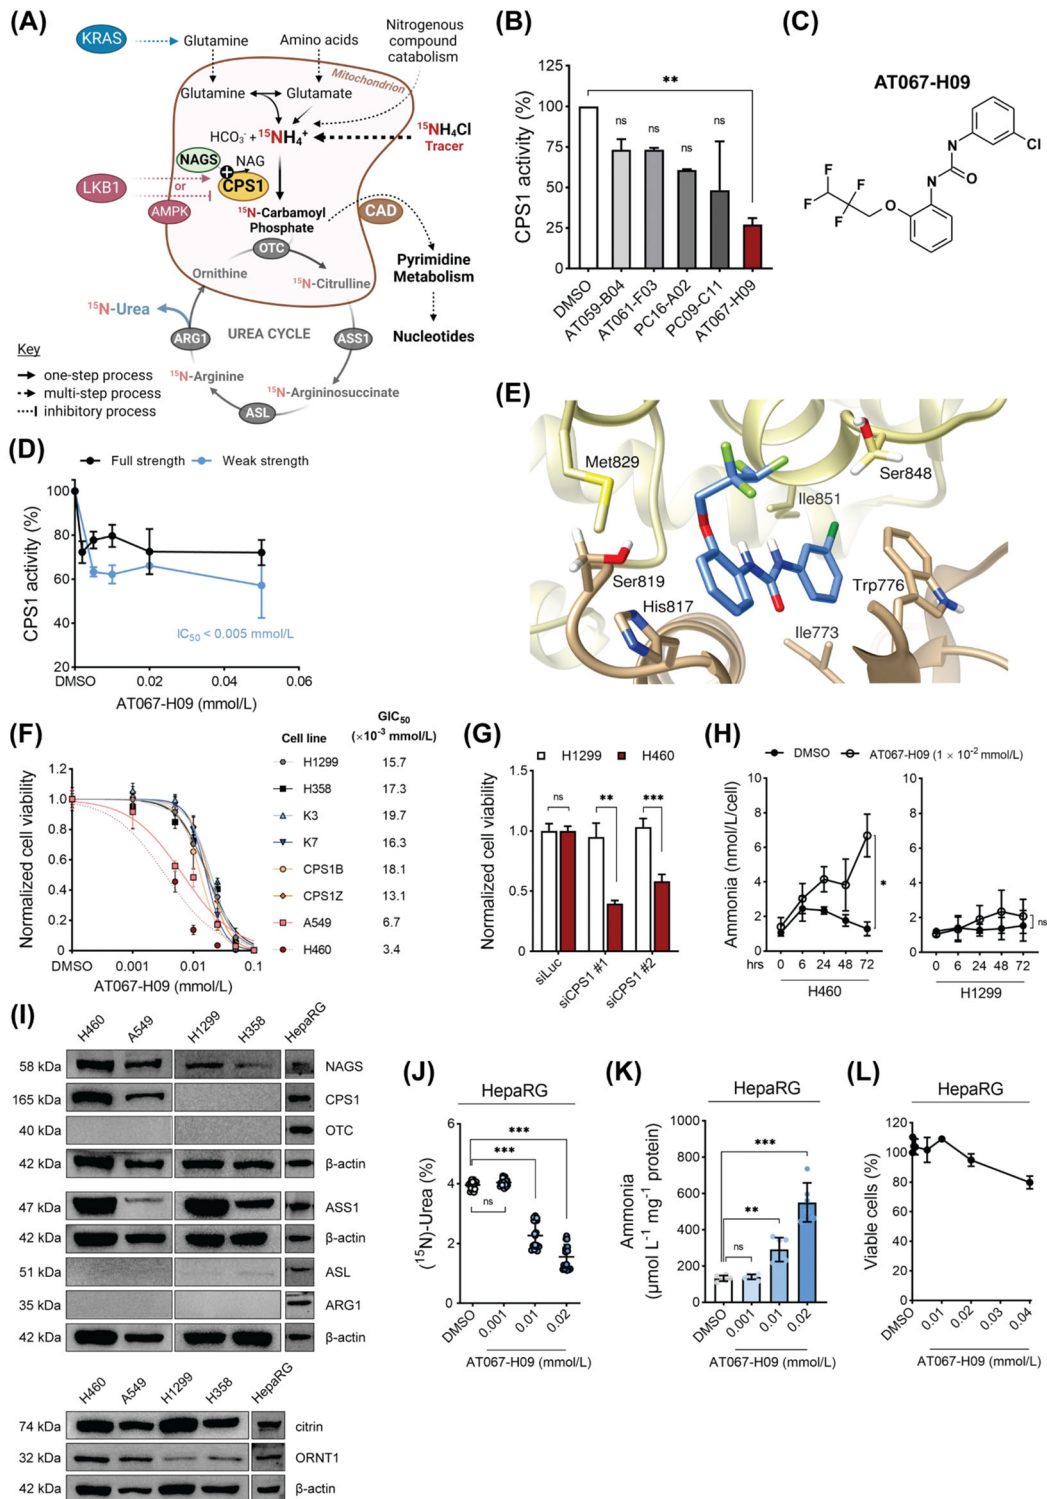 (A)
KRAS
Glutamine
Amino acids
Nitrogenous
compound
catabolism
Mitochondrion
Glutamine
Glutamate
HCO₃⁻ + ¹⁵NH₄⁺
¹⁵NH₄Cl
Tracer
NAGS
NAG
+
LKB1
or
CPS1
AMPK
¹⁵N-Carbamoyl
Phosphate
CAD
OTC
Ornithine
¹⁵N-Citrulline
Pyrimidine
Metabolism
¹⁵N-Urea
ARG1
UREA CYCLE
ASS1
Nucleotides
Key
one-step process
multi-step process
inhibitory process
¹⁵N-Arginine
¹⁵N-Argininosuccinate
ASL
(B)
CPS1 activity (%)
125
100
75
50
25
0
**
ns
ns
ns
ns
DMSO
AT059-B04
AT061-F03
PC16-A02
PC09-C11
AT067-H09
(C)
AT067-H09
Cl
N
O
N
F
F
F
F
O
(D)
Full strength
Weak strength
CPS1 activity (%)
100
80
60
40
20
IC₅₀ < 0.005 mmol/L
DMSO
0.02
0.04
0.06
AT067-H09 (mmol/L)
(E)
Met829
Ser848
Ile851
Ser819
His817
Trp776
Ile773
(F)
Normalized cell viability
1.2
1.0
0.8
0.6
0.4
0.2
0
DMSO
0.001
0.01
0.1
AT067-H09 (mmol/L)
Cell line
GIC₅₀
(×10⁻³ mmol/L)
H1299 15.7
H358 17.3
K3 19.7
K7 16.3
CPS1B 18.1
CPS1Z 13.1
A549 6.7
H460 3.4
(G)
H1299
H460
Normalized cell viability
1.5
1.0
0.5
0
ns
**
***
siLuc
siCPS1 #1
siCPS1 #2
(H)
DMSO
AT067-H09 (1 × 10⁻² mmol/L)
Ammonia (nmol/L/cell)
10
8
6
4
2
0
*
hrs
0 6 24 48 72
H460
10
8
6
4
2
0
ns
0 6 24 48 72
H1299
(I)
H460
A549
H1299
H358
HepaRG
58 kDa NAGS
165 kDa CPS1
40 kDa OTC
42 kDa β-actin
47 kDa ASS1
42 kDa β-actin
51 kDa ASL
35 kDa ARG1
42 kDa β-actin
H460
A549
H1299
H358
HepaRG
74 kDa citrin
32 kDa ORNT1
42 kDa β-actin
(J)
HepaRG
(¹⁵N)-Urea (%)
6
4
2
0
***
***
ns
DMSO
0.001
0.01
0.02
AT067-H09 (mmol/L)
(K)
HepaRG
Ammonia
(μmol L⁻¹ mg⁻¹ protein)
1000
800
600
400
200
0
***
**
ns
DMSO
0.001
0.01
0.02
AT067-H09 (mmol/L)
(L)
HepaRG
Viable cells (%)
120
100
80
60
40
20
0
DMSO
0.01
0.02
0.03
0.04
AT067-H09 (mmol/L)